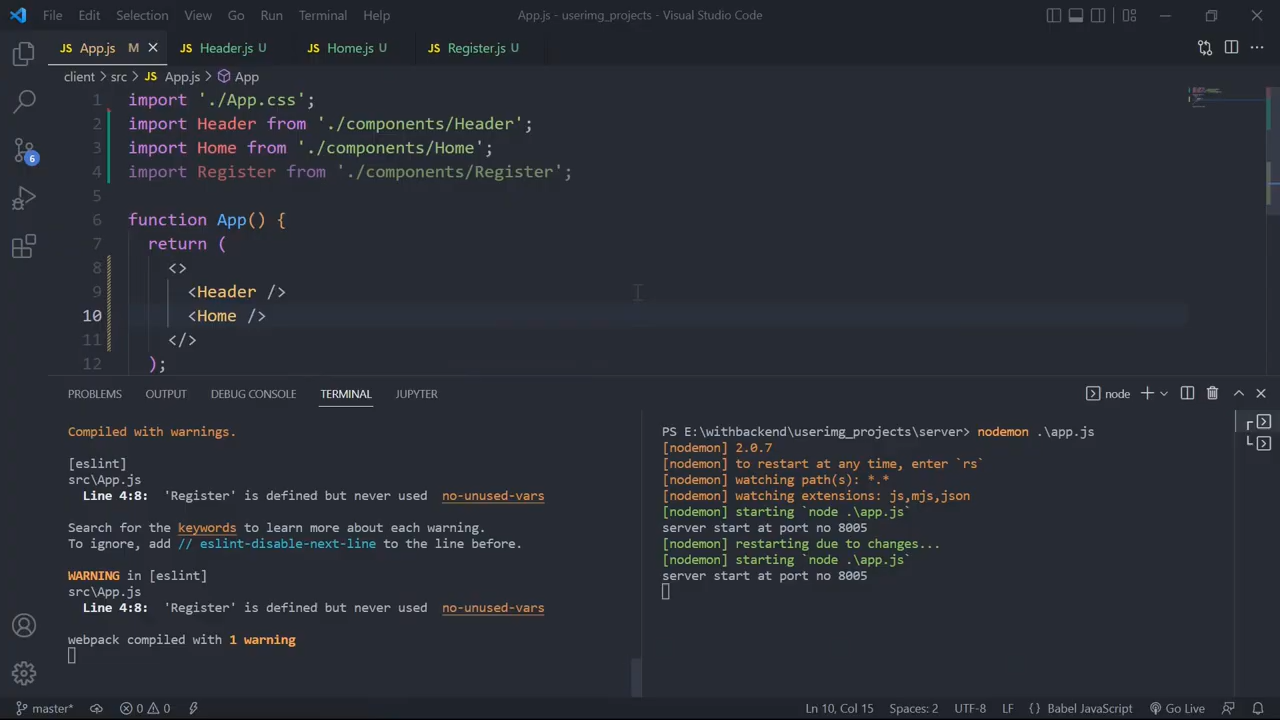 File Edit Selection View Go Run Terminal Help App.js - userimg_projects - Visual Studio Code
JS App.js M JS Header.js U JS Home.js U JS Register.js U
client > src > JS App.js > App
1 import './App.css';
2 import Header from './components/Header';
3 import Home from './components/Home';
4 import Register from './components/Register';
5
6 function App() {
7 return (
8 <>
9 <Header />
10 <Home />
11 </>
12 );
PROBLEMS OUTPUT DEBUG CONSOLE TERMINAL JUPYTER node
Compiled with warnings.
[eslint]
src\App.js
Line 4:8: 'Register' is defined but never used no-unused-vars
Search for the keywords to learn more about each warning.
To ignore, add // eslint-disable-next-line to the line before.
WARNING in [eslint]
src\App.js
Line 4:8: 'Register' is defined but never used no-unused-vars
webpack compiled with 1 warning
PS E:\withbackend\userimg_projects\server> nodemon .\app.js
[nodemon] 2.0.7
[nodemon] to restart at any time, enter `rs`
[nodemon] watching path(s): *.*
[nodemon] watching extensions: js,mjs,json
[nodemon] starting `node .\app.js`
server start at port no 8005
[nodemon] restarting due to changes...
[nodemon] starting `node .\app.js`
server start at port no 8005
6
master* 0 0 Ln 10, Col 15 Spaces: 2 UTF-8 LF {} Babel JavaScript Go Live